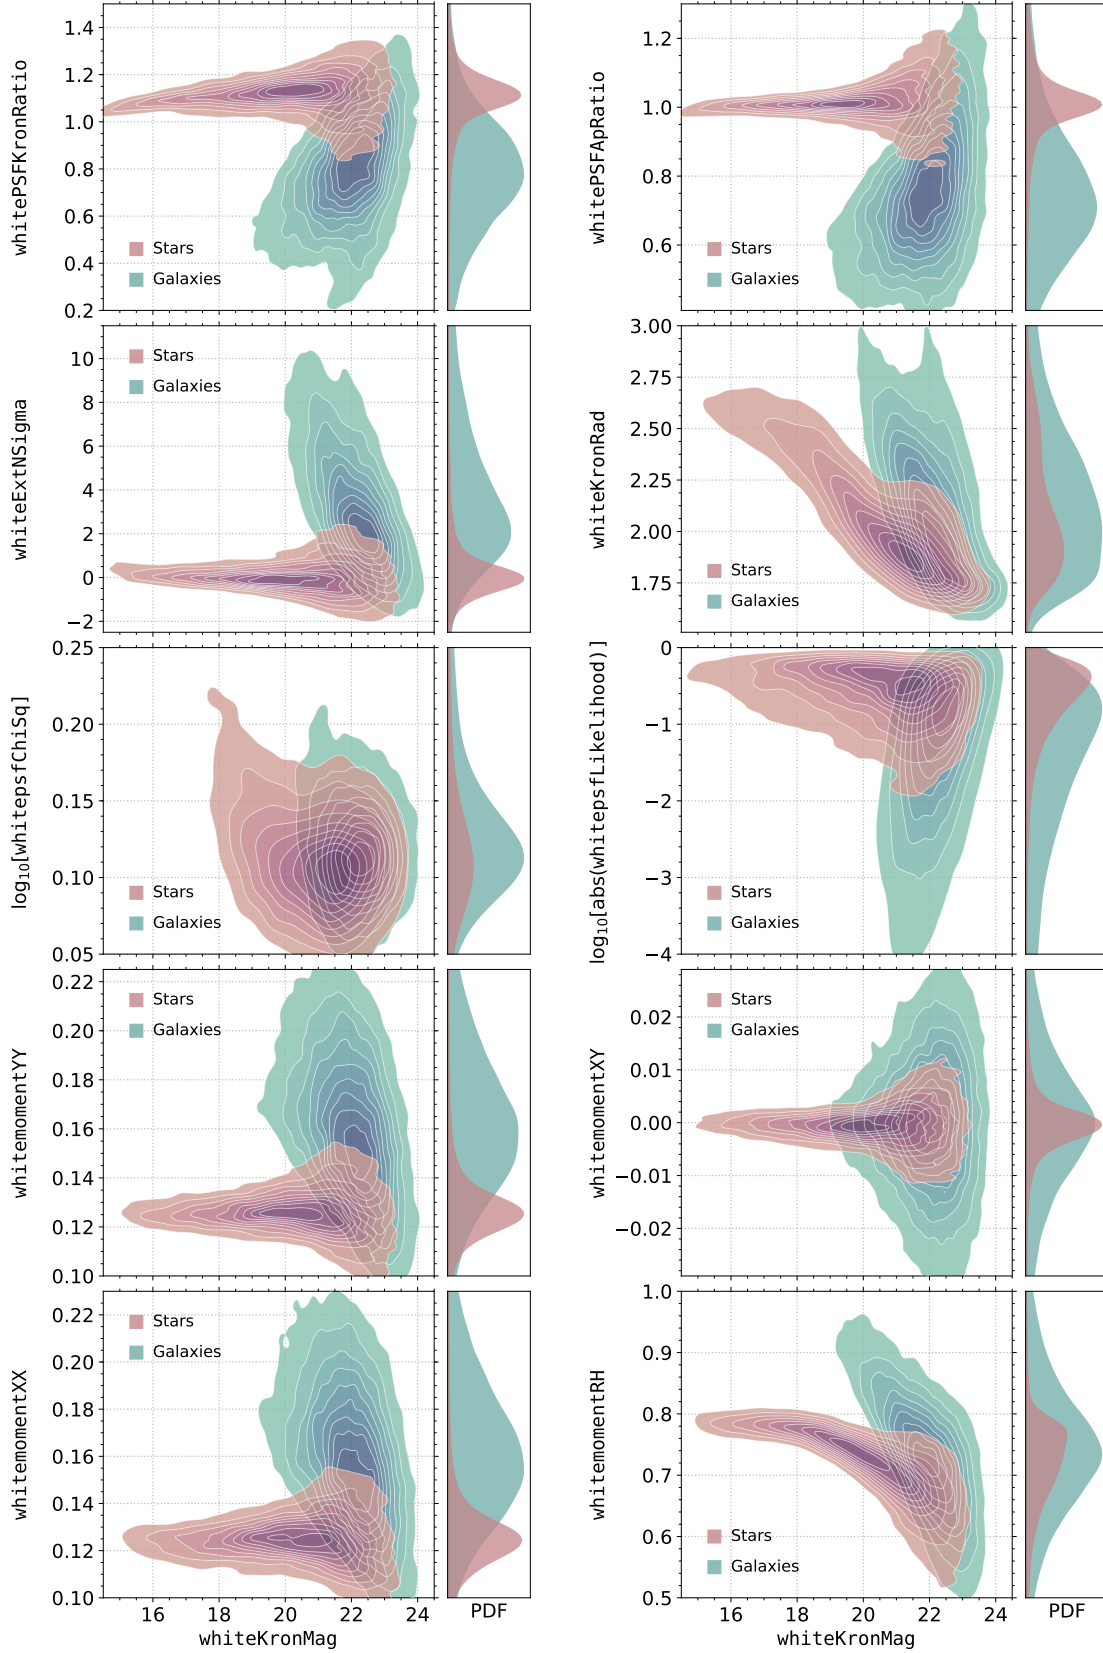 whitePSFKronRatio
1.4
1.2
1.0
0.8
0.6
0.4
0.2
Stars
Galaxies
whitePSFApRatio
1.2
1.0
0.8
0.6
Stars
Galaxies
whiteExtNSigma
10
8
6
4
2
0
−2
Stars
Galaxies
whiteKronRad
3.00
2.75
2.50
2.25
2.00
1.75
Stars
Galaxies
log₁₀[whitepsfChiSq]
0.25
0.20
0.15
0.10
0.05
Stars
Galaxies
log₁₀[abs(whitepsfLikelihood)]
0
−1
−2
−3
−4
Stars
Galaxies
whitemomentYY
0.22
0.20
0.18
0.16
0.14
0.12
0.10
Stars
Galaxies
whitemomentXY
0.02
0.01
0.00
−0.01
−0.02
Stars
Galaxies
whitemomentXX
0.22
0.20
0.18
0.16
0.14
0.12
0.10
Stars
Galaxies
16 18 20 22 24
whiteKronMag
PDF
whitemomentRH
1.0
0.9
0.8
0.7
0.6
0.5
Stars
Galaxies
16 18 20 22 24
whiteKronMag
PDF